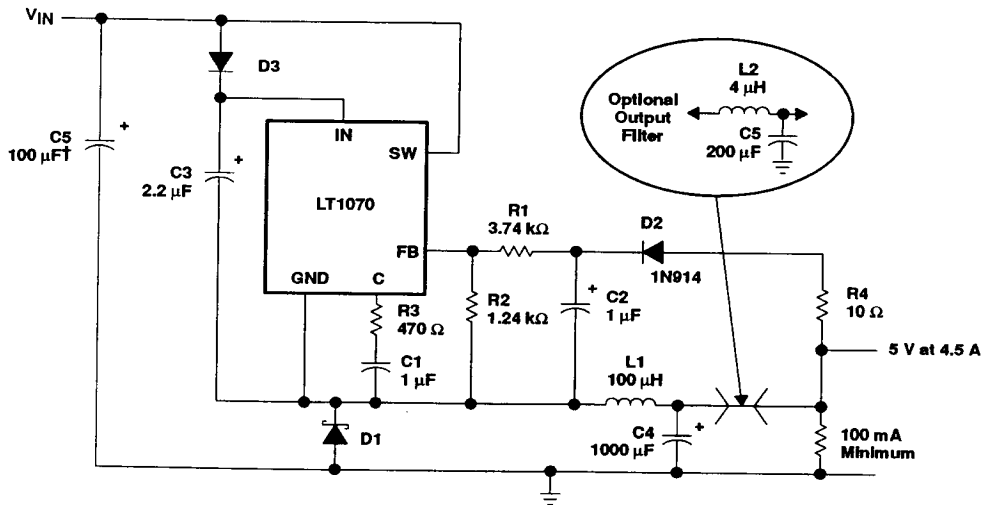 VIN
D3
C5
100 µF†
+
C3
2.2 µF
+
IN
SW
LT1070
FB
GND
C
R3
470 Ω
C1
1 µF
R1
3.74 kΩ
R2
1.24 kΩ
D2
1N914
C2
1 µF
+
R4
10 Ω
5 V at 4.5 A
L1
100 µH
C4
1000 µF
+
100 mA
Minimum
D1
Optional
Output
Filter
L2
4 µH
C5
200 µF